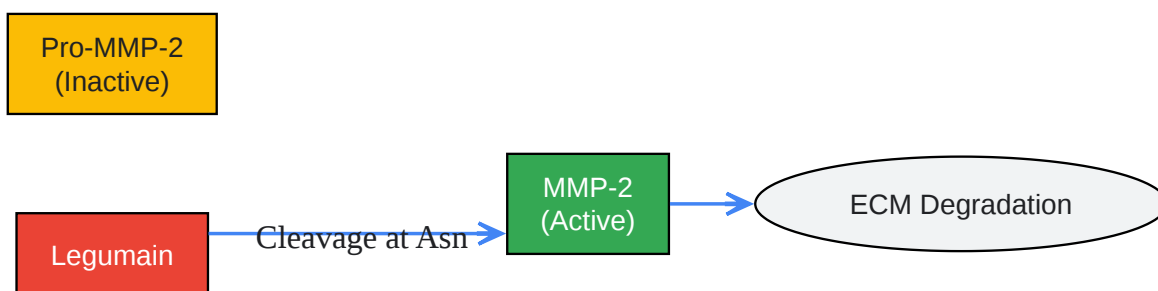 Pro-MMP-2
(Inactive)
Legumain
Cleavage at Asn
MMP-2
(Active)
ECM Degradation